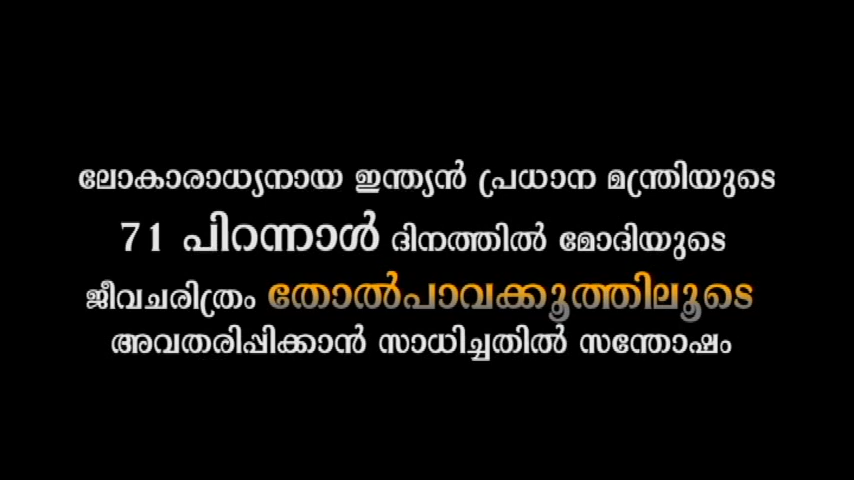 ലോകാരാധ്യനായ ഇന്ത്യൻ പ്രധാന മന്ത്രിയുടെ
71 പിറന്നാൾ ദിനത്തിൽ മോദിയുടെ
ജീവചരിത്രം തോൽപാവക്കൂത്തിലൂടെ
അവതരിപ്പിക്കാൻ സാധിച്ചതിൽ സന്തോഷം